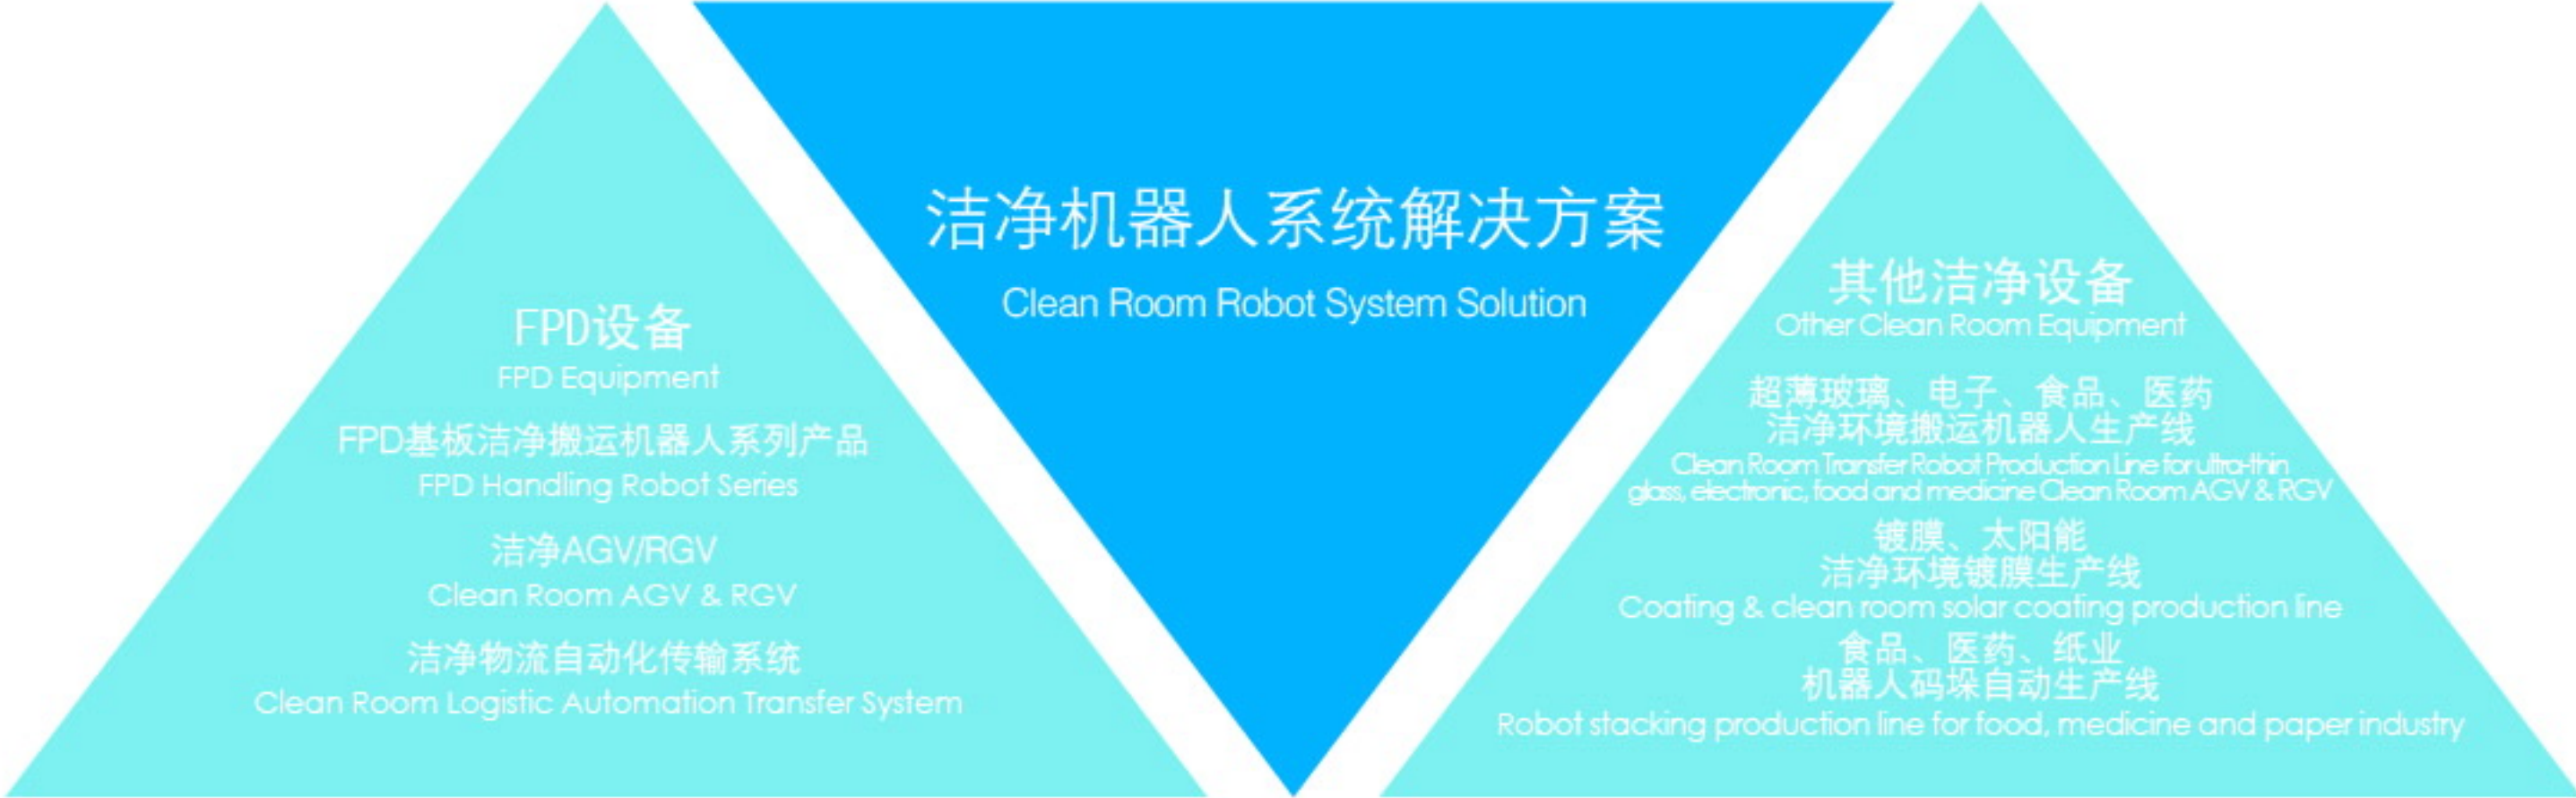 FPD设备
FPD Equipment
FPD基板洁净搬运机器人系列产品
FPD Handling Robot Series
洁净AGV/RGV
Clean Room AGV & RGV
洁净物流自动化传输系统
Clean Room Logistic Automation Transfer System
洁净机器人系统解决方案
Clean Room Robot System Solution
其他洁净设备
Other Clean Room Equipment
超薄玻璃、电子、食品、医药
洁净环境搬运机器人生产线
Clean Room Transfer Robot Production Line for ultra-thin
glass, electronic, food and medicine Clean Room AGV & RGV
镀膜、太阳能
洁净环境镀膜生产线
Coating & clean room solar coating production line
食品、医药、纸业
机器人码垛自动生产线
Robot stacking production line for food, medicine and paper industry